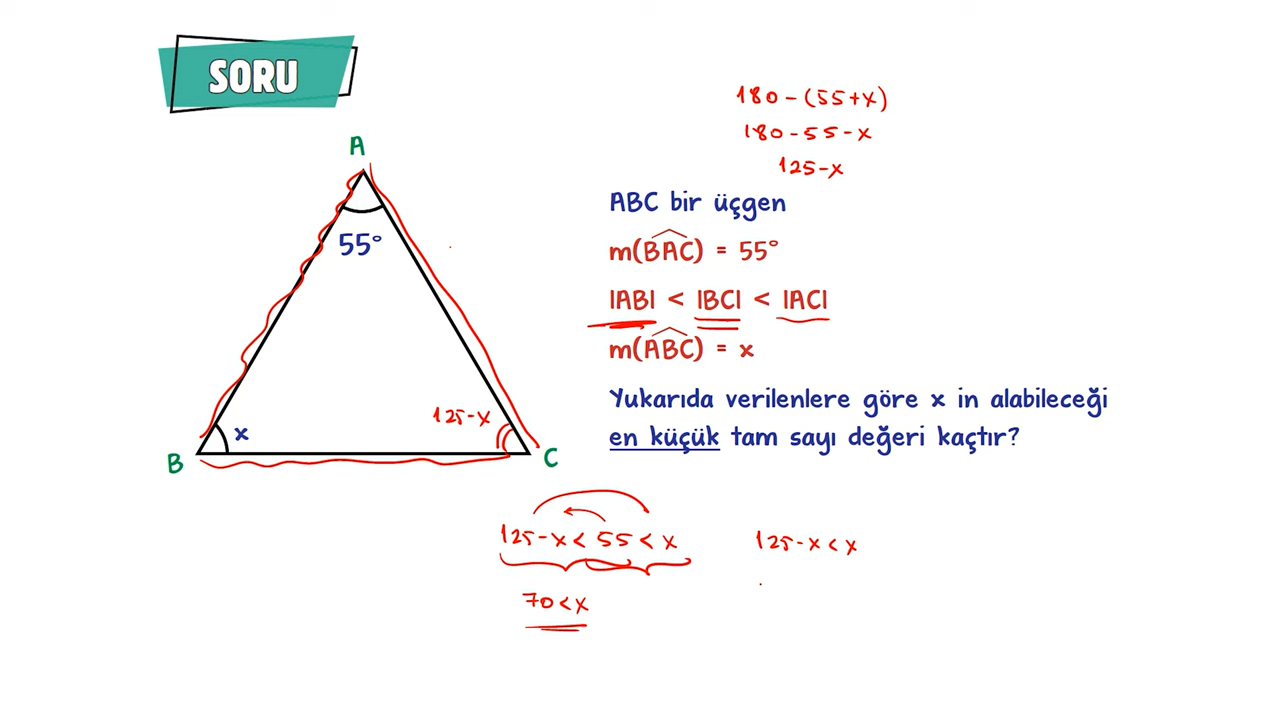 SORU
180-(55+x)
180-55-x
125-x
A
55°
x
125-x
B
C
ABC bir üçgen
m(BAC) = 55°
|AB| < |BC| < |AC|
m(ABC) = x
Yukarıda verilenlere göre x in alabileceği
en küçük tam sayı değeri kaçtır?
125-x < 55 < x
125-x < x
70 < x